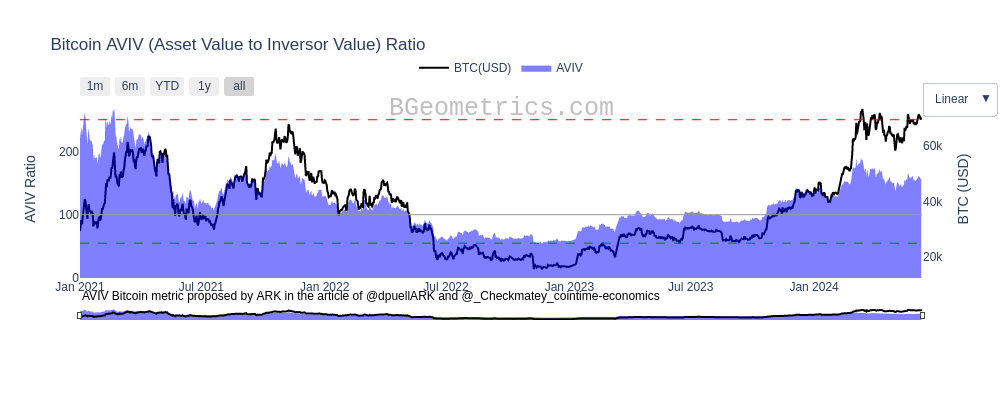 Bitcoin AVIV (Asset Value to Inversor Value) Ratio
BTC(USD) AVIV
1m 6m YTD 1y all
Linear ▼
BGeometrics.com
200
100
0
AVIV Ratio
60k
40k
20k
BTC (USD)
Jan 2021 Jul 2021 Jan 2022 Jul 2022 Jan 2023 Jul 2023 Jan 2024
AVIV Bitcoin metric proposed by ARK in the article of @dpuellARK and @_Checkmatey_cointime-economics